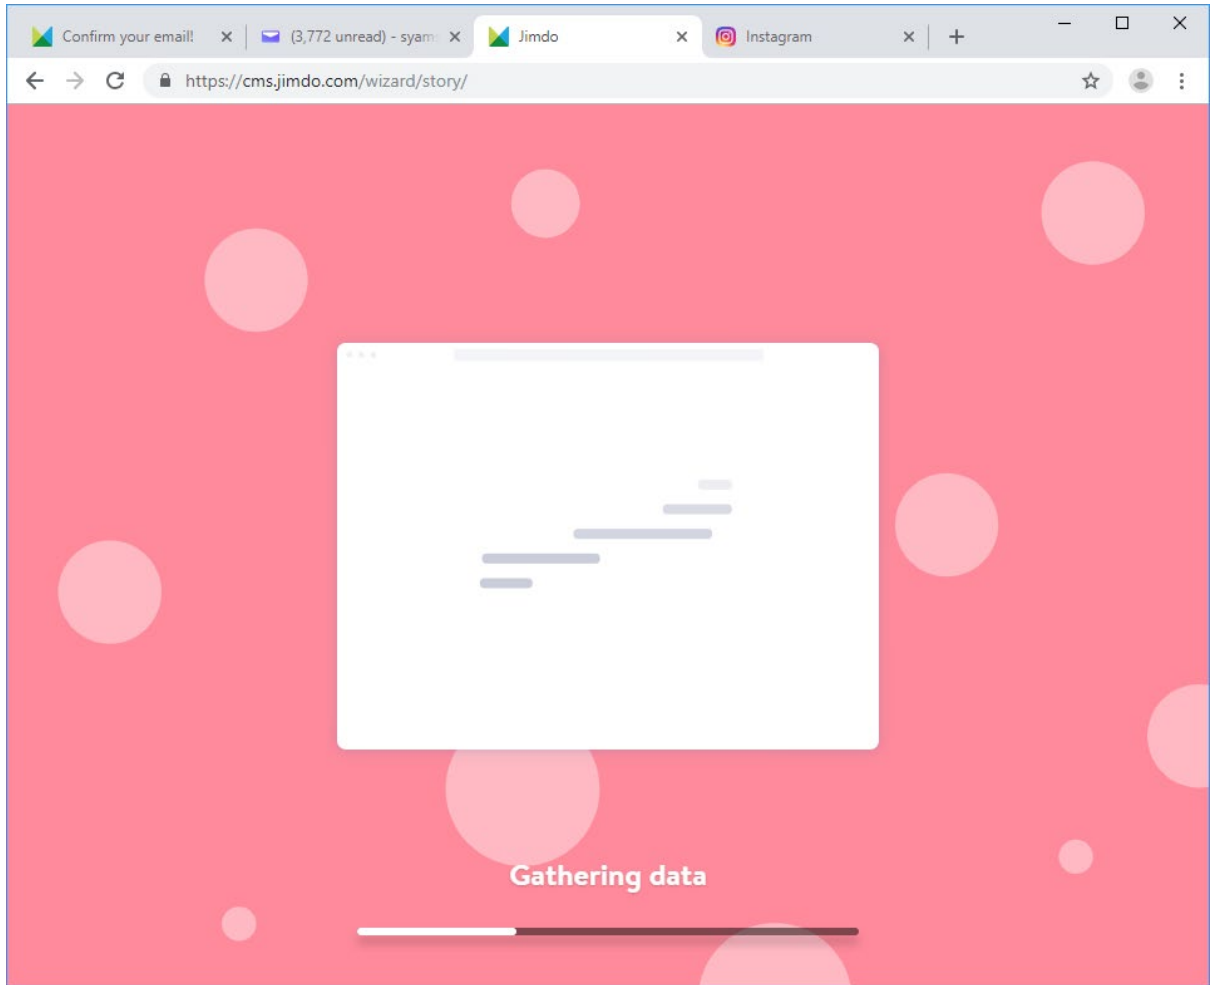 Confirm your email!
(3,772 unread) - syam
Jimdo
Instagram
https://cms.jimdo.com/wizard/story/
Gathering data